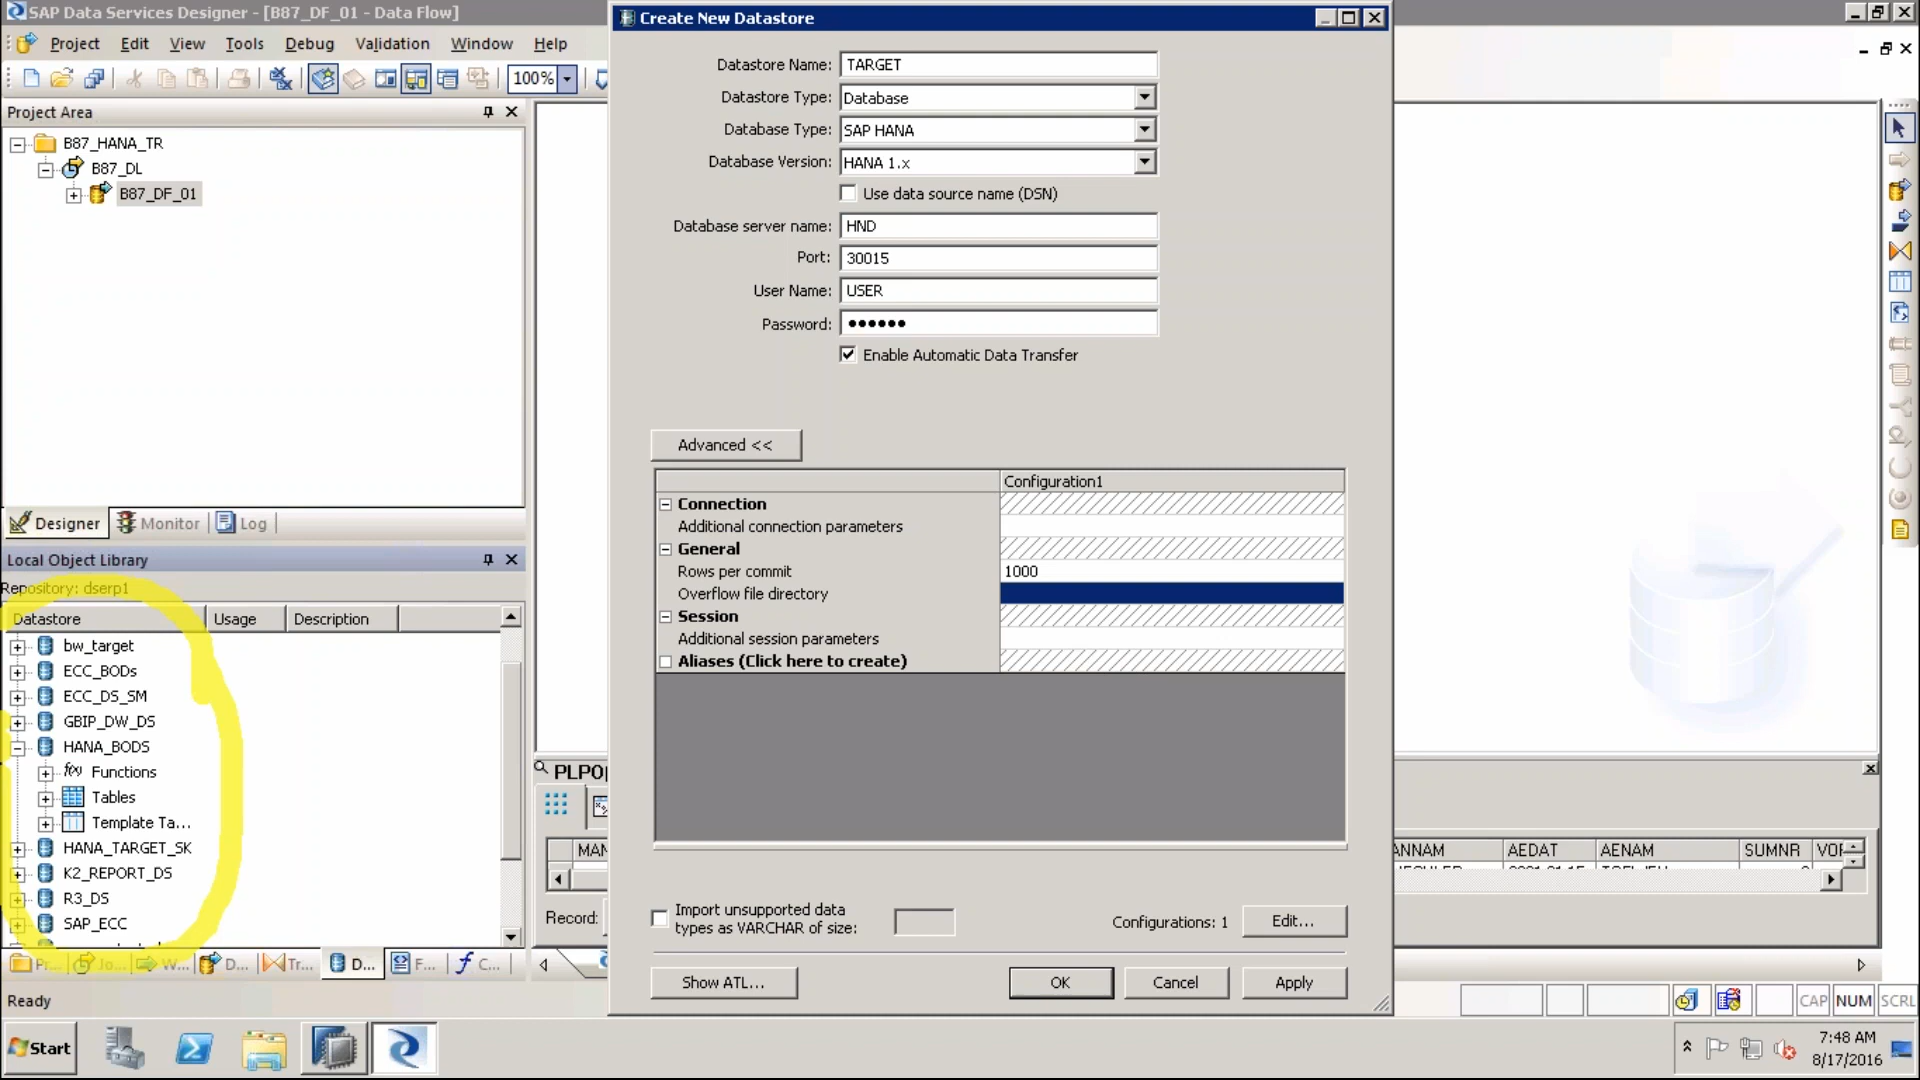 SAP Data Services Designer - [B87_DF_01 - Data Flow]
Project Edit View Tools Debug Validation Window Help
100%
Project Area
B87_HANA_TR
B87_DL
B87_DF_01
Designer Monitor Log
Local Object Library
Repository: dserp1
Datastore Usage Description
bw_target
ECC_BODs
ECC_DS_SM
GBIP_DW_DS
HANA_BODS
Functions
Tables
Template Ta...
HANA_TARGET_SK
K2_REPORT_DS
R3_DS
SAP_ECC
Pr... Jo... W... D... Tr... D... F... C...
Ready
Create New Datastore
Datastore Name: TARGET
Datastore Type: Database
Database Type: SAP HANA
Database Version: HANA 1.x
Use data source name (DSN)
Database server name: HND
Port: 30015
User Name: USER
Password: ●●●●●●
Enable Automatic Data Transfer
Advanced <<
Configuration1
Connection
Additional connection parameters
General
Rows per commit 1000
Overflow file directory
Session
Additional session parameters
Aliases (Click here to create)
Import unsupported data
types as VARCHAR of size:
Configurations: 1 Edit...
Show ATL... OK Cancel Apply
PLPO
MAN
ANNAM AEDAT AENAM SUMNR VOR
Record:
CAP NUM SCRL
Start
7:48 AM
8/17/2016